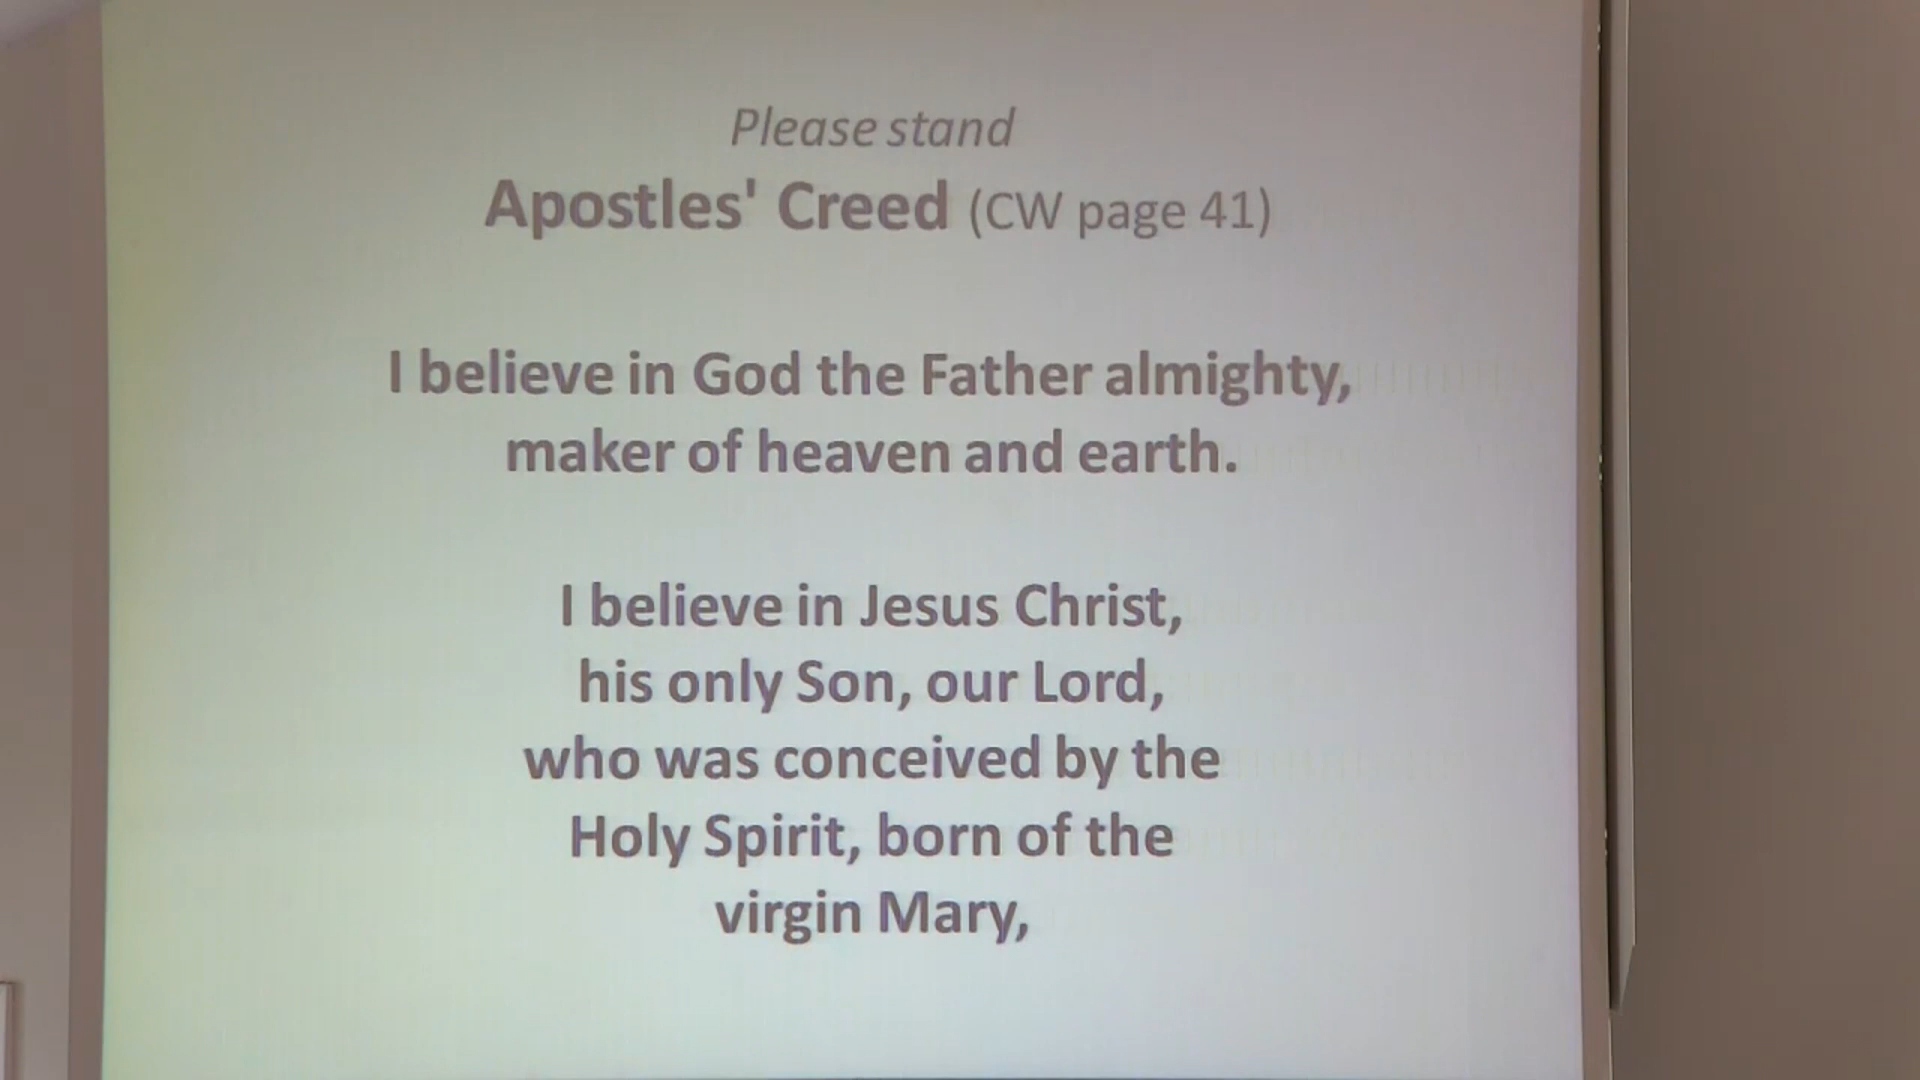 Please stand
Apostles' Creed (CW page 41)
I believe in God the Father almighty,
maker of heaven and earth.
I believe in Jesus Christ,
his only Son, our Lord,
who was conceived by the
Holy Spirit, born of the
virgin Mary,